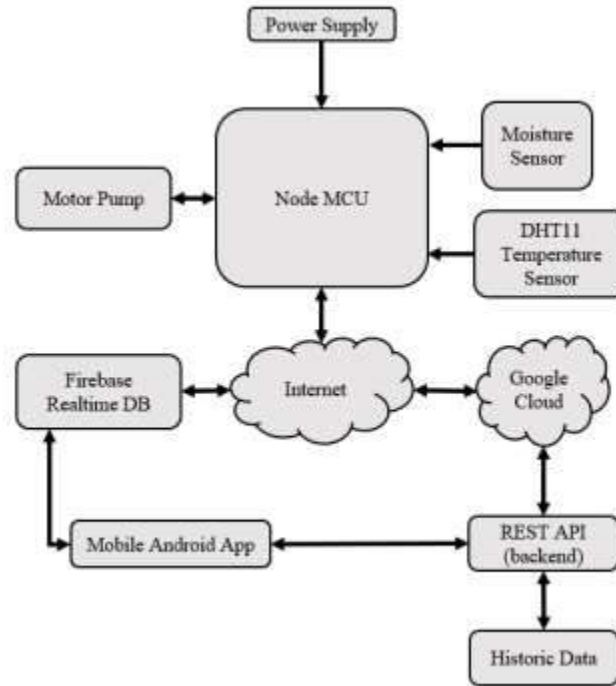 Power Supply
Moisture
Sensor
Motor Pump
Node MCU
DHT11
Temperature
Sensor
Firebase
Realtime DB
Internet
Google
Cloud
Mobile Android App
REST API
(backend)
Historic Data